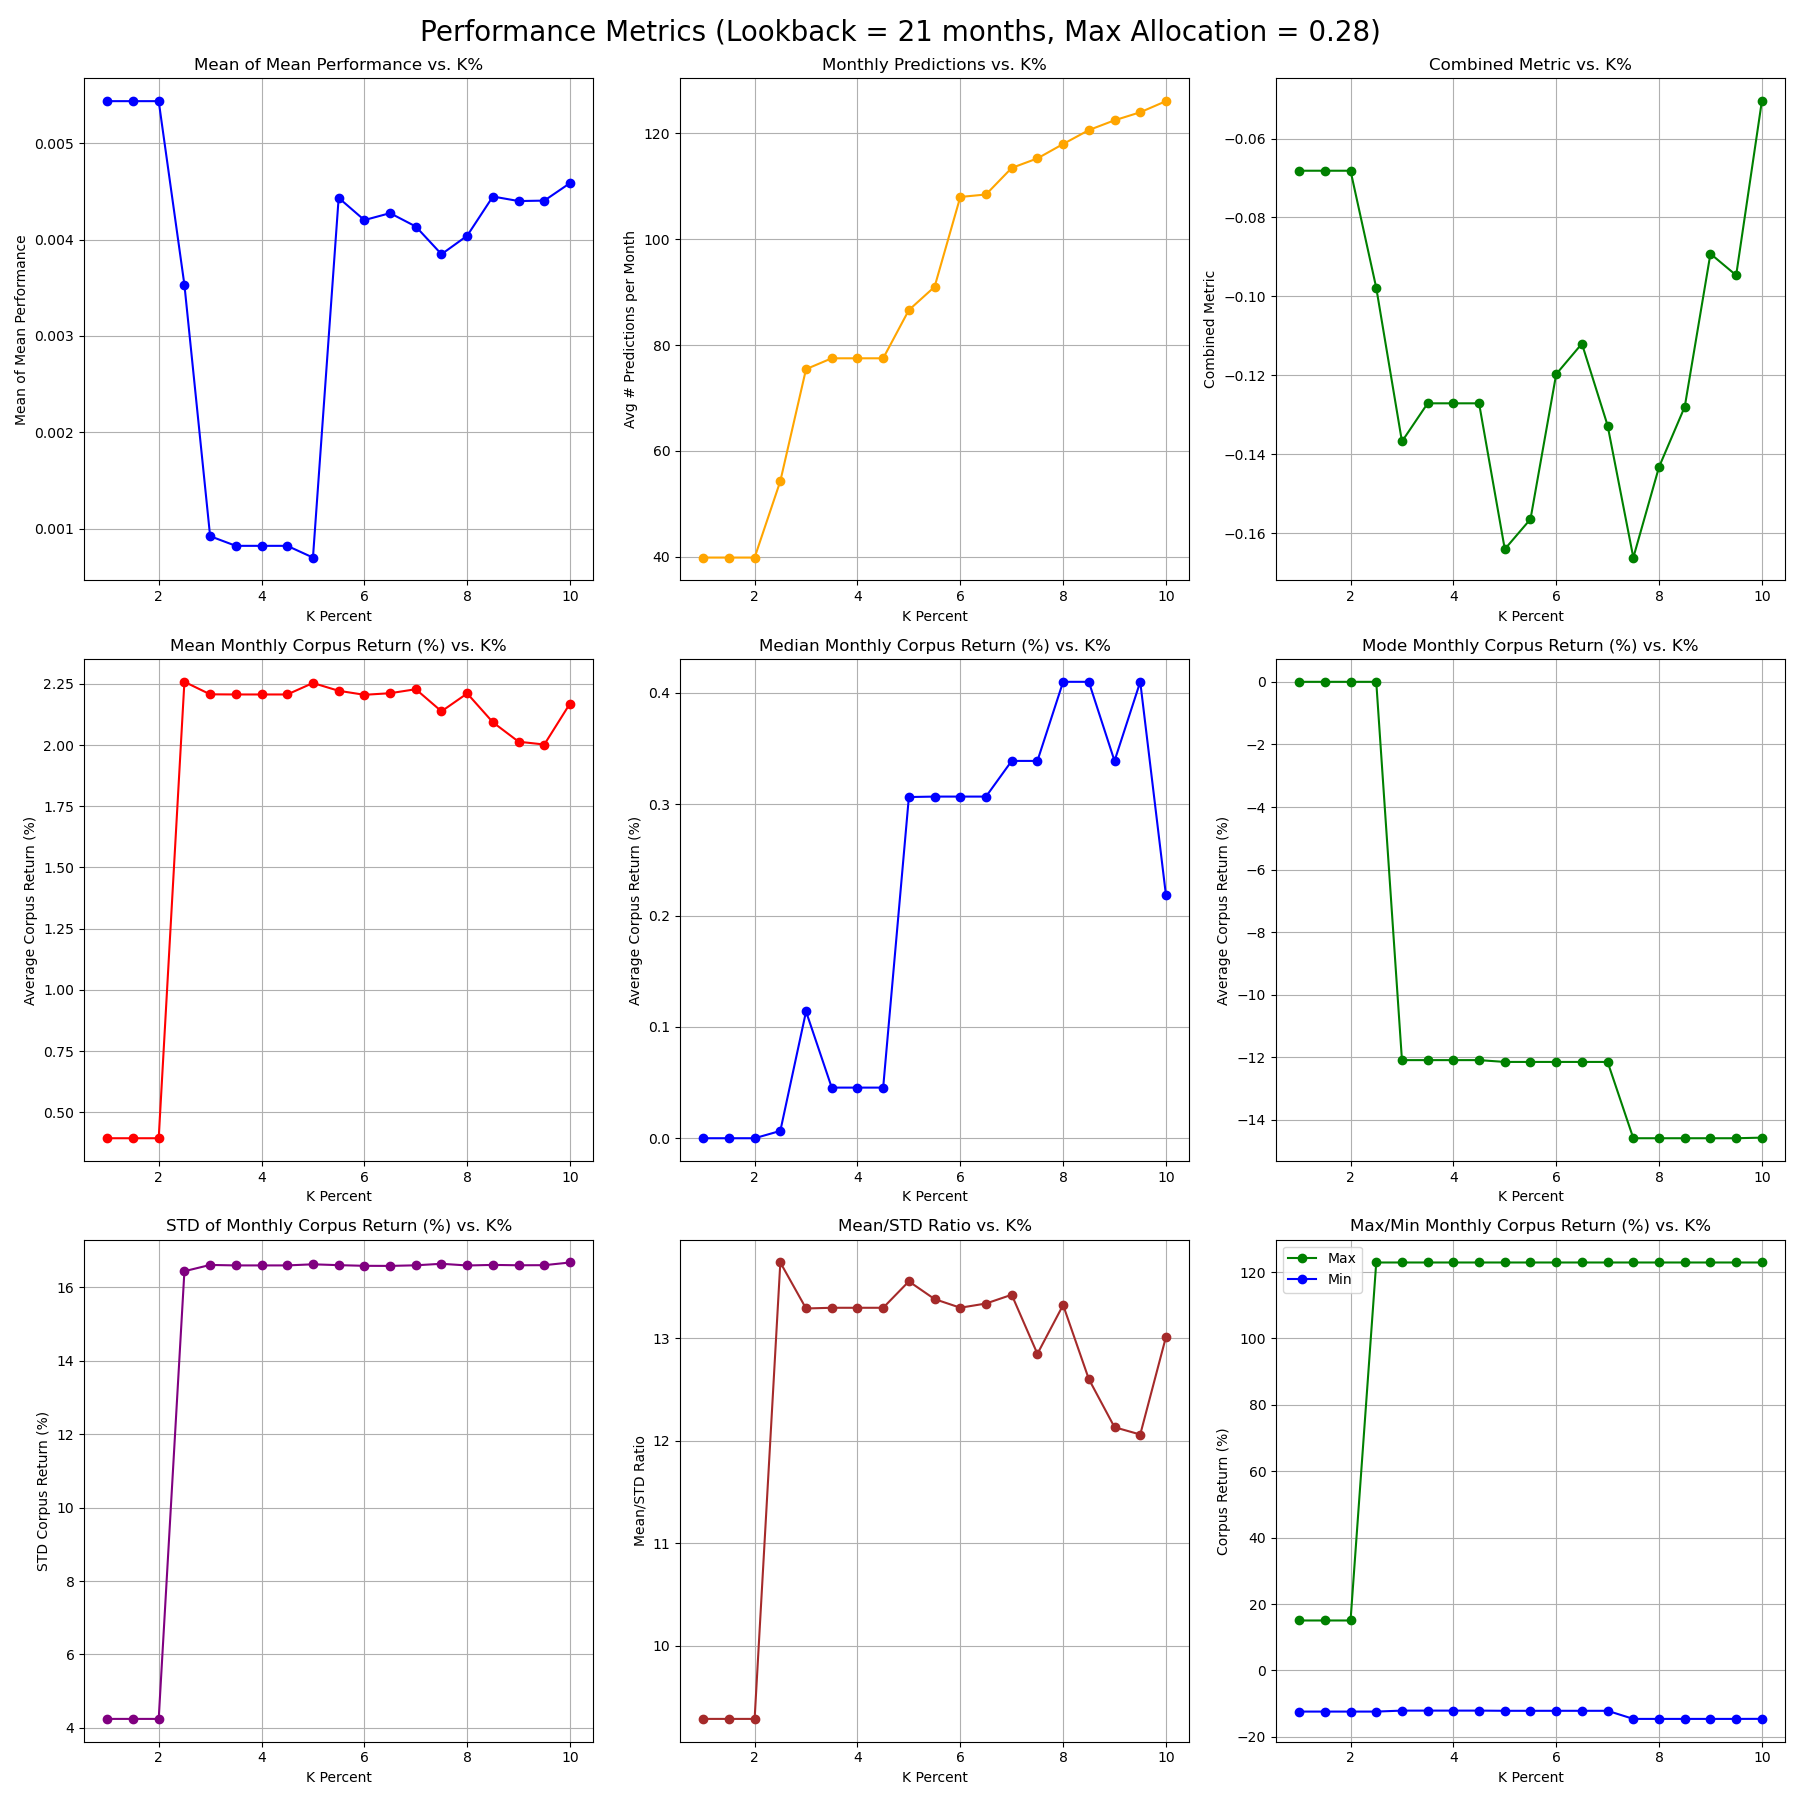 Performance Metrics (Lookback = 21 months, Max Allocation = 0.28)
Mean of Mean Performance vs. K%
Mean of Mean Performance
0.005
0.004
0.003
0.002
0.001
2 4 6 8 10
K Percent
Monthly Predictions vs. K%
Avg # Predictions per Month
120
100
80
60
40
2 4 6 8 10
K Percent
Combined Metric vs. K%
Combined Metric
−0.06
−0.08
−0.10
−0.12
−0.14
−0.16
2 4 6 8 10
K Percent
Mean Monthly Corpus Return (%) vs. K%
Average Corpus Return (%)
2.25
2.00
1.75
1.50
1.25
1.00
0.75
0.50
2 4 6 8 10
K Percent
Median Monthly Corpus Return (%) vs. K%
Average Corpus Return (%)
0.4
0.3
0.2
0.1
0.0
2 4 6 8 10
K Percent
Mode Monthly Corpus Return (%) vs. K%
Average Corpus Return (%)
0
−2
−4
−6
−8
−10
−12
−14
2 4 6 8 10
K Percent
STD of Monthly Corpus Return (%) vs. K%
STD Corpus Return (%)
16
14
12
10
8
6
4
2 4 6 8 10
K Percent
Mean/STD Ratio vs. K%
Mean/STD Ratio
13
12
11
10
2 4 6 8 10
K Percent
Max/Min Monthly Corpus Return (%) vs. K%
Corpus Return (%)
Max
Min
120
100
80
60
40
20
0
−20
2 4 6 8 10
K Percent